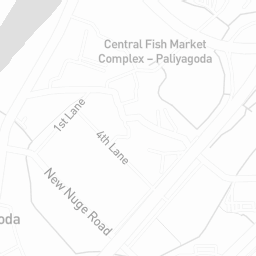 Central Fish Market
Complex – Paliyagoda
1st Lane
4th Lane
New Nuge Road
oda